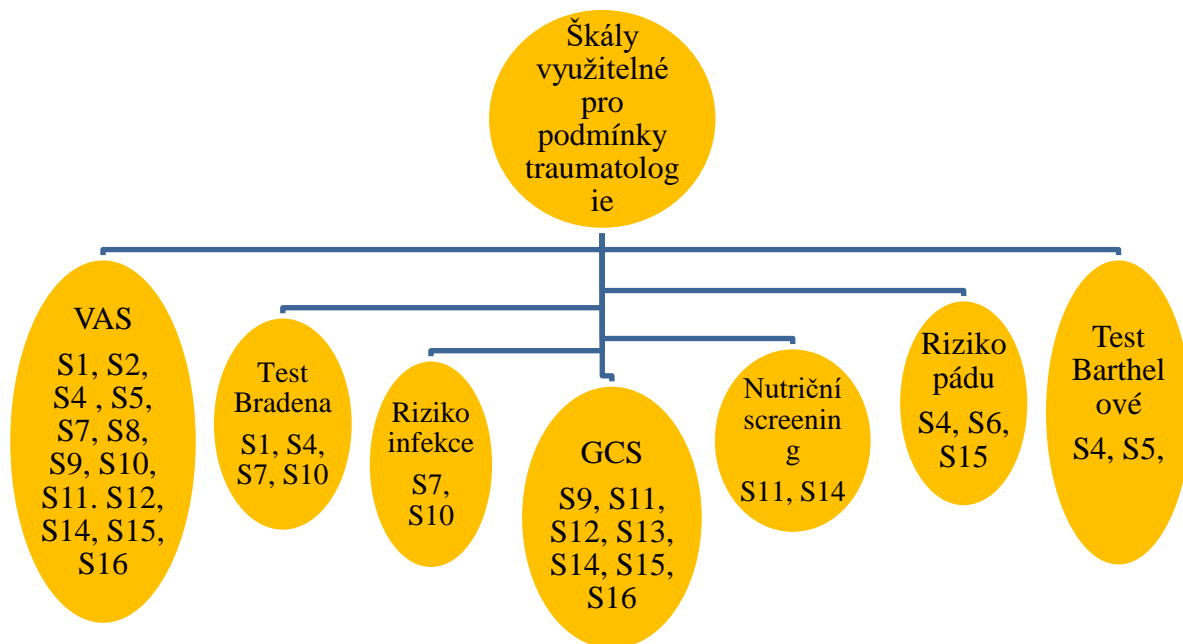 Škály
využitelné
pro
podmínky
traumatolog
ie
VAS
S1, S2,
S4 , S5,
S7, S8,
S9, S10,
S11. S12,
S14, S15,
S16
Test
Bradena
S1, S4,
S7, S10
Riziko
infekce
S7,
S10
GCS
S9, S11,
S12, S13,
S14, S15,
S16
Nutriční
screenin
g
S11, S14
Riziko
pádu
S4, S6,
S15
Test
Barthel
ové
S4, S5,